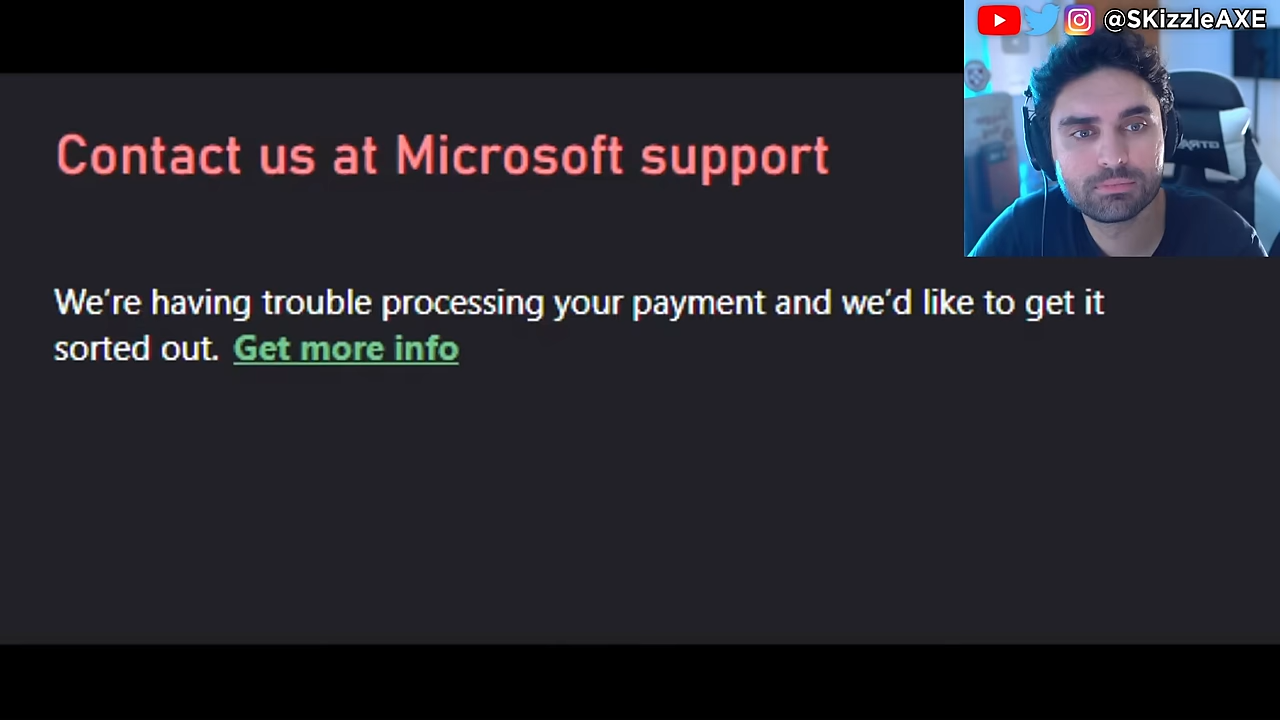 @SKizzleAXE
Contact us at Microsoft support
We're having trouble processing your payment and we'd like to get it
sorted out. Get more info